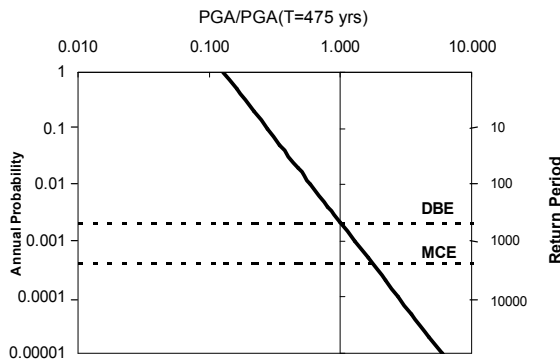 PGA/PGA(T=475 yrs)
0.010 0.100 1.000 10.000
1
0.1
0.01
0.001
0.0001
0.00001
Annual Probability
DBE
MCE
10
100
1000
10000
Return Period